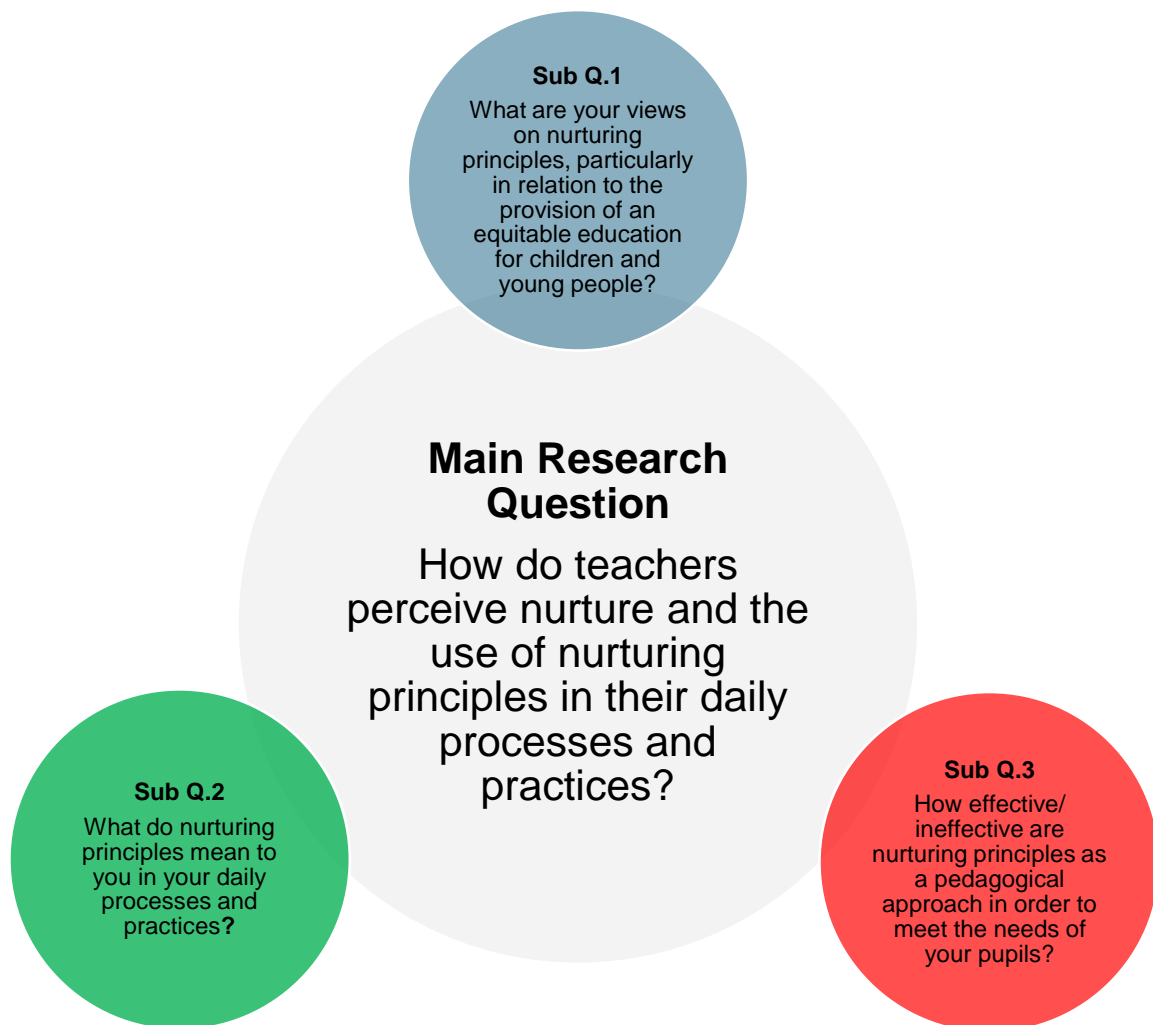 Sub Q.1
What are your views
on nurturing
principles, particularly
in relation to the
provision of an
equitable education
for children and
young people?
Main Research
Question
How do teachers
perceive nurture and the
use of nurturing
principles in their daily
processes and
practices?
Sub Q.2
What do nurturing
principles mean to
you in your daily
processes and
practices?
Sub Q.3
How effective/
ineffective are
nurturing principles as
a pedagogical
approach in order to
meet the needs of
your pupils?